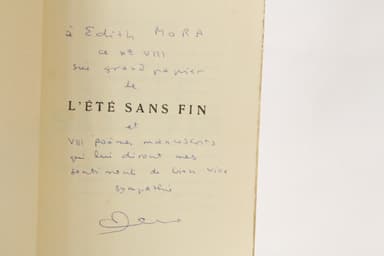 à Edith MORA
ce No VIII
sur grand papier
de
L'ÉTÉ SANS FIN
et
VIII poèmes manuscrits
qui lui diront mes
sentiments de bien vive
sympathie